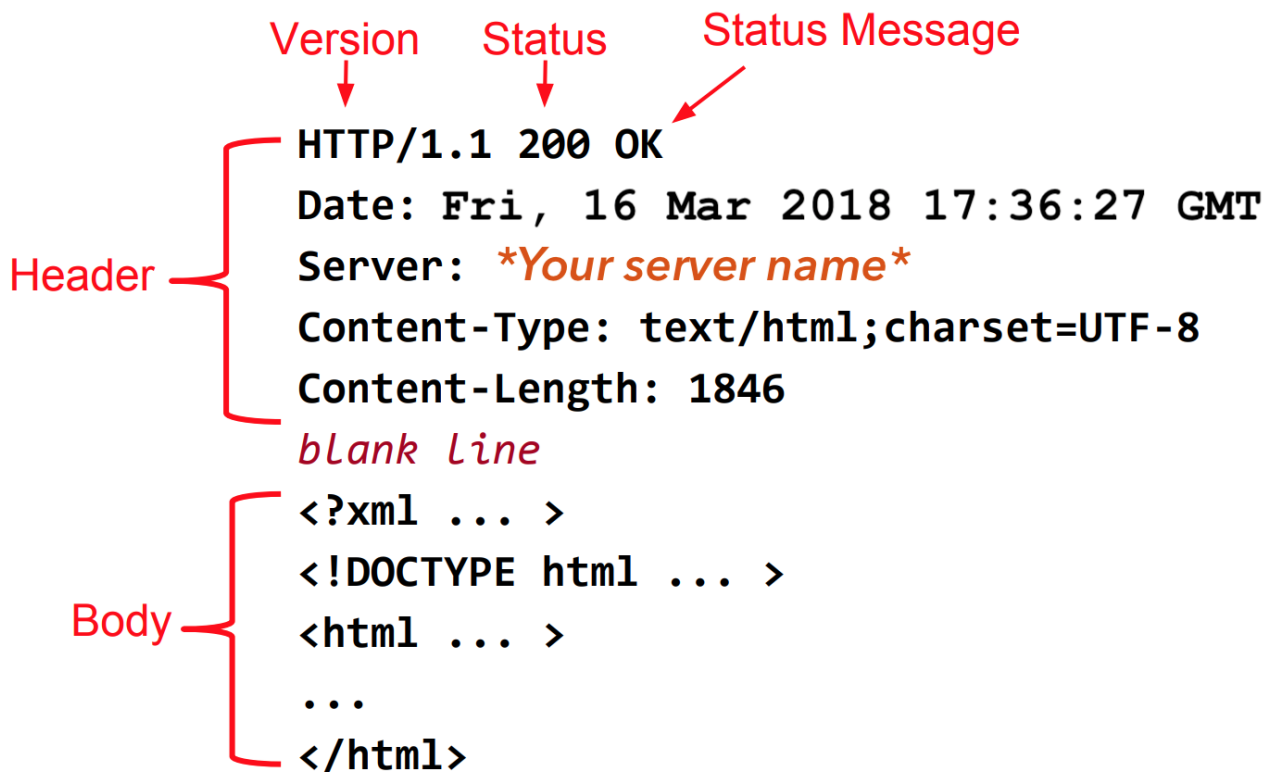 Version Status Status Message
HTTP/1.1 200 OK
Date: Fri, 16 Mar 2018 17:36:27 GMT
Header
Server: *Your server name*
Content-Type: text/html;charset=UTF-8
Content-Length: 1846
blank line
Body
<?xml ... >
<!DOCTYPE html ... >
<html ... >
...
</html>